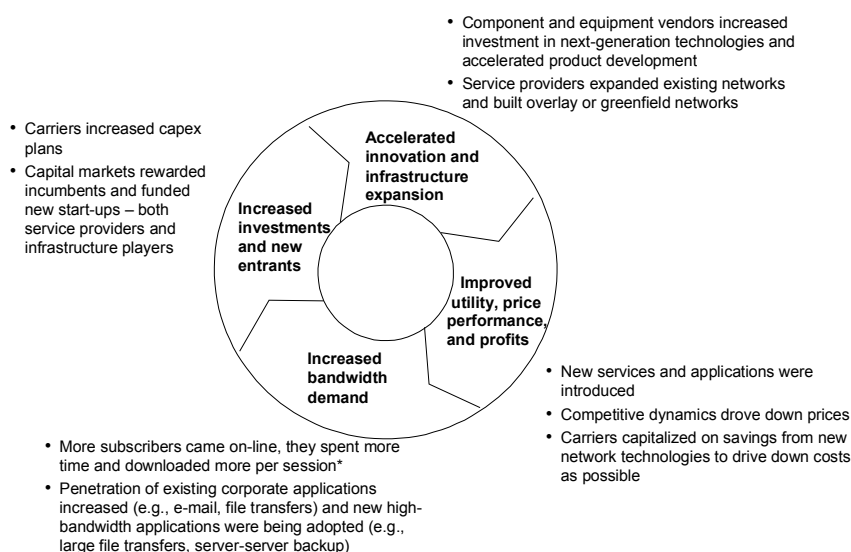 • Component and equipment vendors increased
investment in next-generation technologies and
accelerated product development
• Service providers expanded existing networks
and built overlay or greenfield networks
• Carriers increased capex
plans
• Capital markets rewarded
incumbents and funded
new start-ups – both
service providers and
infrastructure players
Accelerated
innovation and
infrastructure
expansion
Increased
investments
and new
entrants
Improved
utility, price
performance,
and profits
Increased
bandwidth
demand
• New services and applications were
introduced
• Competitive dynamics drove down prices
• Carriers capitalized on savings from new
network technologies to drive down costs
as possible
• More subscribers came on-line, they spent more
time and downloaded more per session*
• Penetration of existing corporate applications
increased (e.g., e-mail, file transfers) and new high-
bandwidth applications were being adopted (e.g.,
large file transfers, server-server backup)